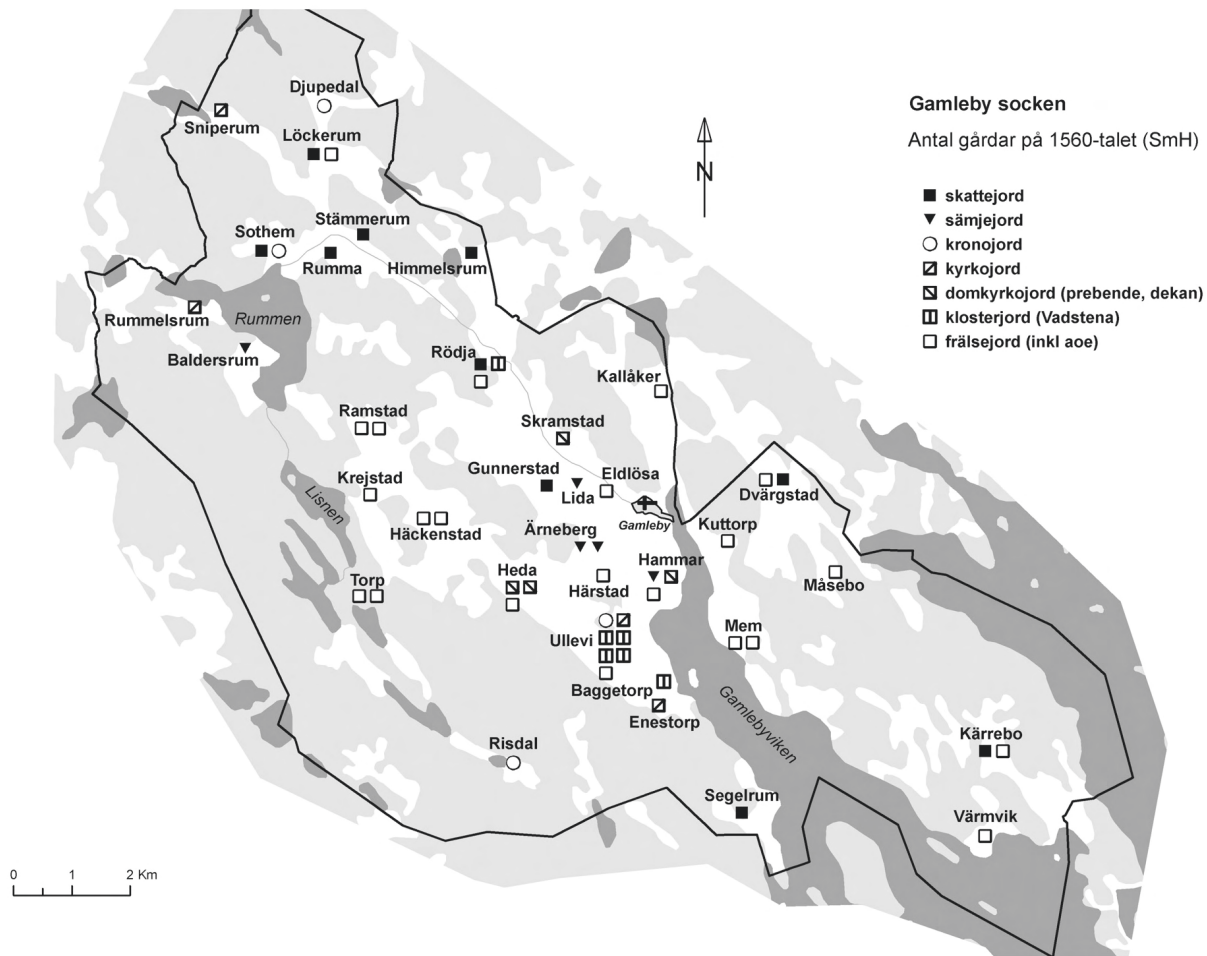 Gamleby socken
Antal gårdar på 1560-talet (SmH)
skattejord
sämjejord
kronojord
kyrkojord
domkyrkojord (prebende, dekan)
klosterjord (Vadstena)
frälsejord (inkl aoe)
N
Djupedal
Sniperum
Löckerum
Stämmerum
Sothem
Rumma
Himmelsrum
Rummelsrum
Rummen
Baldersrum
Rödja
Kallåker
Ramstad
Skramstad
Gunnerstad
Eldlösa
Krejstad
Lida
Dvärgstad
Lisnen
Häckenstad
Ärneberg
Gamleby
Kuttorp
Hammar
Heda
Torp
Härstad
Måsebo
Ullevi
Mem
Baggetorp
Enestorp
Gamlebyviken
Risdal
Kärrebo
Segelrum
Värmvik
0 1 2 Km